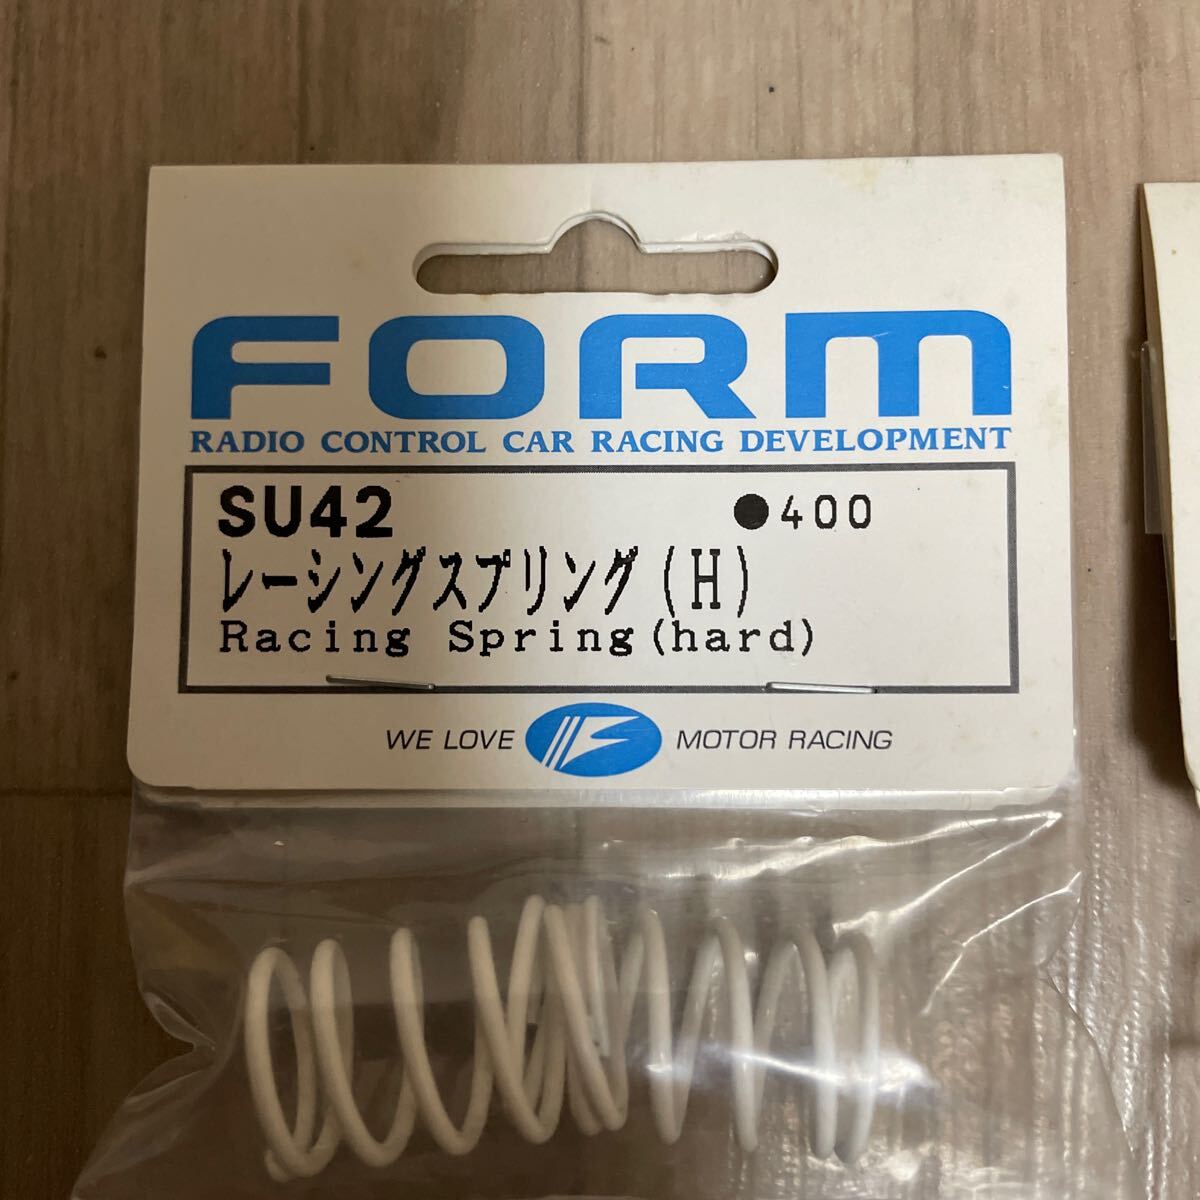 FORM
RADIO CONTROL CAR RACING DEVELOPMENT
SU42 ●400
レーシングスプリング(H)
Racing Spring(hard)
WE LOVE F MOTOR RACING